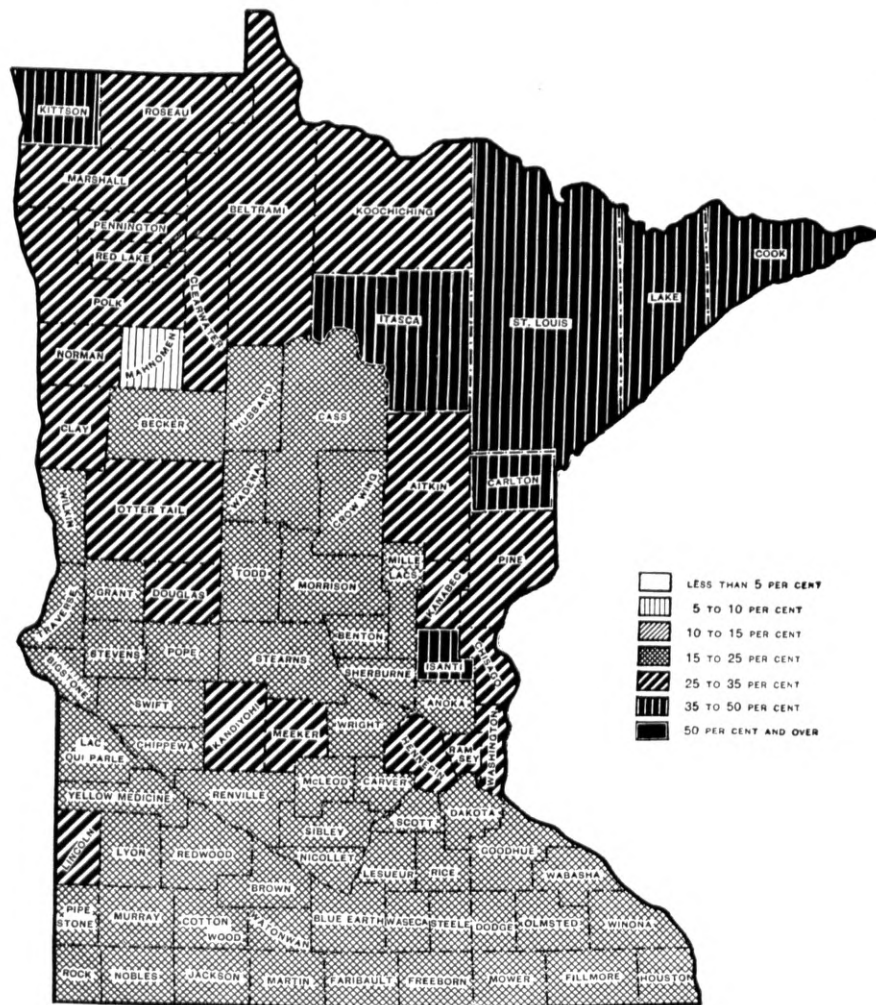 KITTSON
ROSEAU
MARSHALL
BELTRAMI
KOOCHICHING
PENNINGTON
RED LAKE
CLEARWATER
POLK
COOK
LAKE
ST. LOUIS
ITASCA
NORMAN
MAHNOMEN
HUBBARD
CASS
CLAY
BECKER
WADENA
CROW WING
AITKIN
CARLTON
WILKIN
OTTER TAIL
PINE
TODD
MORRISON
MILLE
LACS
KANABEC
GRANT
DOUGLAS
TRAVERSE
BENTON
STEVENS
POPE
STEARNS
ISANTI
CHISAGO
SHERBURNE
BIGSTONE
SWIFT
KANDIYOHI
MEEKER
WRIGHT
ANOKA
HENNEPIN
RAM
SEY
WASHINGTON
LAC
QUI PARLE
CHIPPEWA
MCLEOD
CARVER
YELLOW MEDICINE
RENVILLE
SCOTT
DAKOTA
SIBLEY
LINCOLN
LYON
REDWOOD
NICOLLET
LESUEUR
RICE
GOODHUE
WABASHA
BROWN
PIPE
STONE
MURRAY
COTTON
WOOD
WATONWAN
BLUE EARTH
WASECA
STEELE
DODGE
OLMSTED
WINONA
ROCK
NOBLES
JACKSON
MARTIN
FARIBAULT
FREEBORN
MOWER
FILLMORE
HOUSTON
LESS THAN 5 PER CENT
5 TO 10 PER CENT
10 TO 15 PER CENT
15 TO 25 PER CENT
25 TO 35 PER CENT
35 TO 50 PER CENT
50 PER CENT AND OVER